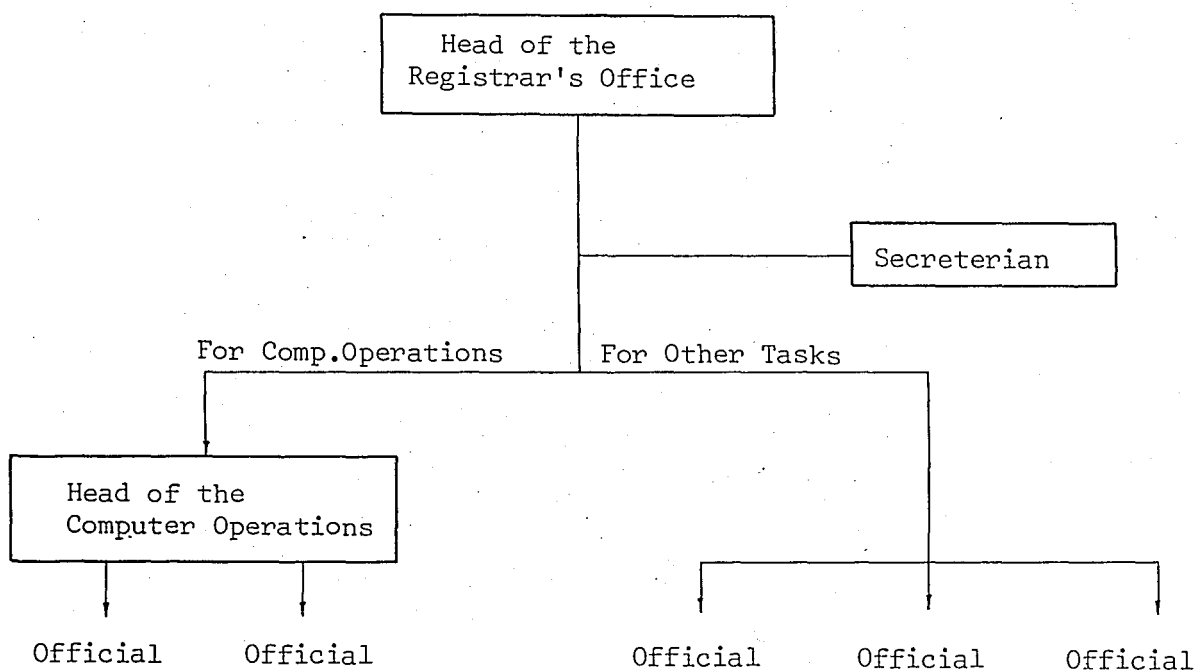 Head of the
Registrar's Office
Secreterian
For Comp.Operations
For Other Tasks
Head of the
Computer Operations
Official
Official
Official
Official
Official